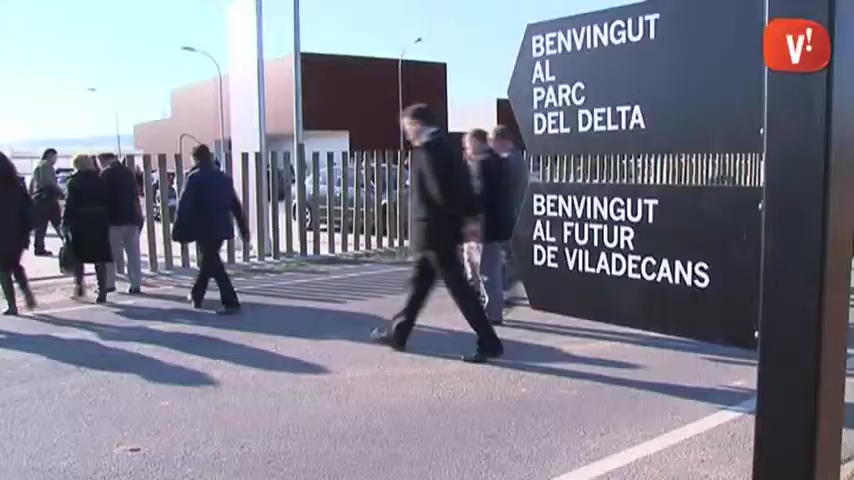 BENVINGUT
AL
PARC
DEL DELTA
BENVINGUT
AL FUTUR
DE VILADECANS
V!